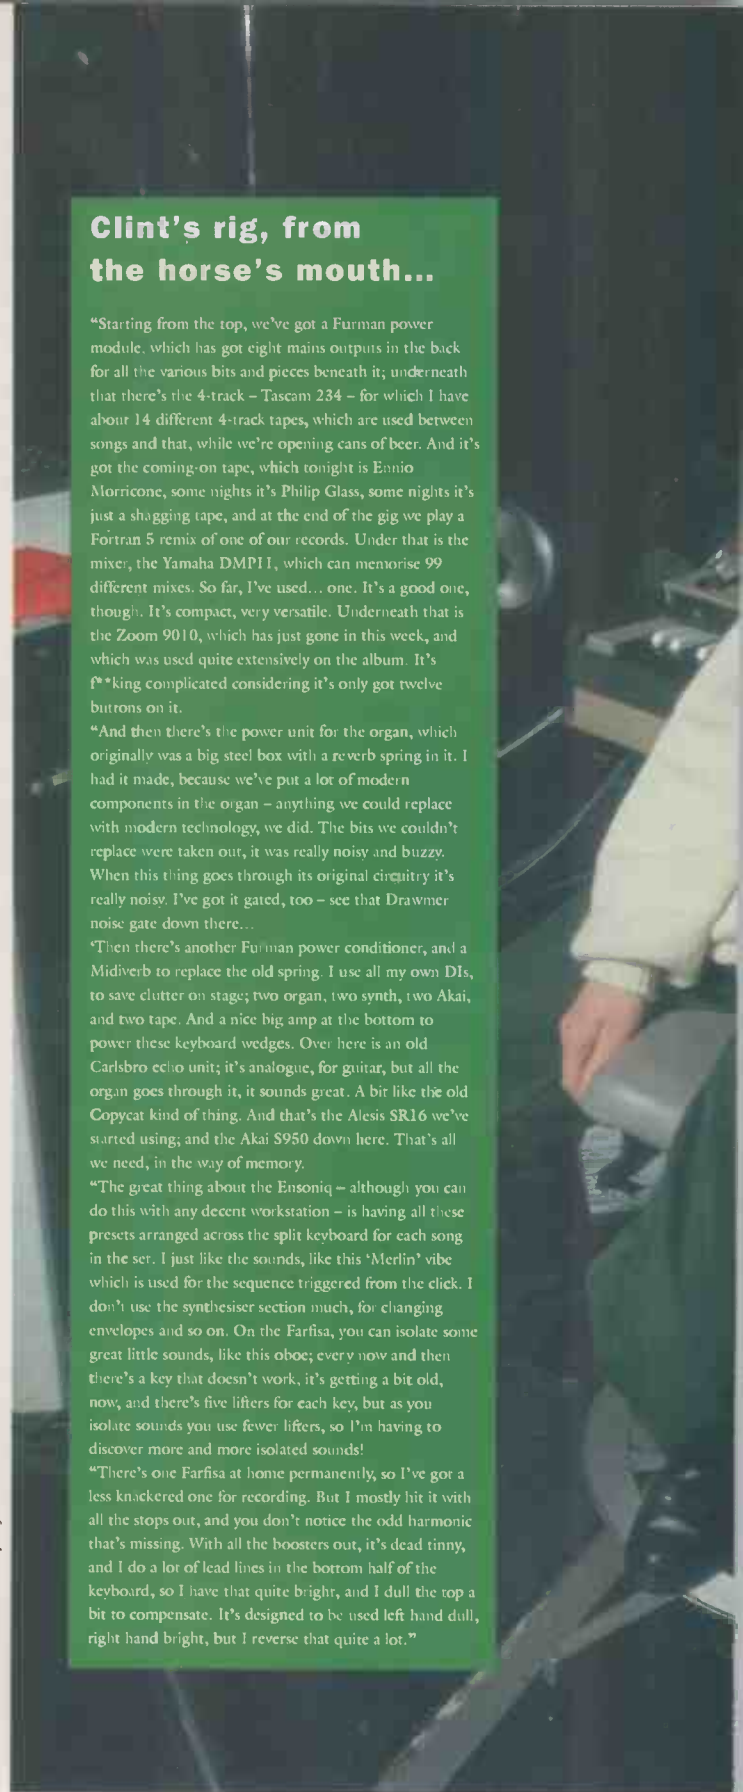 Clint's rig, from
the horse's mouth...
“Starting from the top, we've got a Furman power
module, which has got eight mains outputs in the back
for all the various bits and pieces beneath it; underneath
that there's the 4-track – Tascam 234 – for which I have
about 14 different 4-track tapes, which are used between
songs and that, while we're opening cans of beer. And it's
got the coming-on tape, which tonight is Ennio
Morricone, some nights it's Philip Glass, some nights it's
just a shagging tape, and at the end of the gig we play a
Fortran 5 remix of one of our records. Under that is the
mixer, the Yamaha DMP11, which can memorise 99
different mixes. So far, I've used... one. It's a good one,
though. It's compact, very versatile. Underneath that is
the Zoom 9010, which has just gone in this week, and
which was used quite extensively on the album. It's
f**king complicated considering it's only got twelve
buttons on it.
“And then there's the power unit for the organ, which
originally was a big steel box with a reverb spring in it. I
had it made, because we've put a lot of modern
components in the organ – anything we could replace
with modern technology, we did. The bits we couldn't
replace were taken out, it was really noisy and buzzy.
When this thing goes through its original circuitry it's
really noisy. I've got it gated, too – see that Drawmer
noise gate down there...
‘Then there's another Furman power conditioner, and a
Midiverb to replace the old spring. I use all my own DIs,
to save clutter on stage; two organ, two synth, two Akai,
and two tape. And a nice big amp at the bottom to
power these keyboard wedges. Over here is an old
Carlsbro echo unit; it's analogue, for guitar, but all the
organ goes through it, it sounds great. A bit like the old
Copycat kind of thing. And that's the Alesis SR16 we've
started using; and the Akai S950 down here. That's all
we need, in the way of memory.
“The great thing about the Ensoniq – although you can
do this with any decent workstation – is having all these
presets arranged across the split keyboard for each song
in the set. I just like the sounds, like this ‘Merlin’ vibe
which is used for the sequence triggered from the click. I
don't use the synthesiser section much, for changing
envelopes and so on. On the Farfisa, you can isolate some
great little sounds, like this oboe; every now and then
there's a key that doesn't work, it's getting a bit old,
now, and there's five lifters for each key, but as you
isolate sounds you use fewer lifters, so I'm having to
discover more and more isolated sounds!
“There's one Farfisa at home permanently, so I've got a
less knackered one for recording. But I mostly hit it with
all the stops out, and you don't notice the odd harmonic
that's missing. With all the boosters out, it's dead tinny,
and I do a lot of lead lines in the bottom half of the
keyboard, so I have that quite bright, and I dull the top a
bit to compensate. It's designed to be used left hand dull,
right hand bright, but I reverse that quite a lot.”